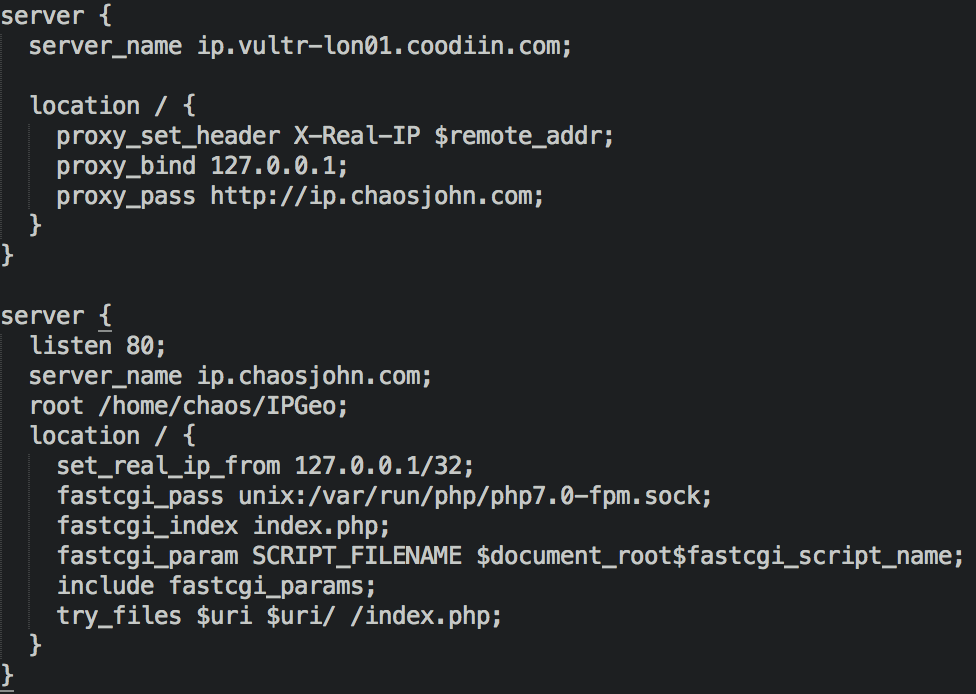 server {
  server_name ip.vultr-lon01.coodiin.com;

  location / {
    proxy_set_header X-Real-IP $remote_addr;
    proxy_bind 127.0.0.1;
    proxy_pass http://ip.chaosjohn.com;
  }
}

server {
  listen 80;
  server_name ip.chaosjohn.com;
  root /home/chaos/IPGeo;
  location / {
    set_real_ip_from 127.0.0.1/32;
    fastcgi_pass unix:/var/run/php/php7.0-fpm.sock;
    fastcgi_index index.php;
    fastcgi_param SCRIPT_FILENAME $document_root$fastcgi_script_name;
    include fastcgi_params;
    try_files $uri $uri/ /index.php;
  }
}